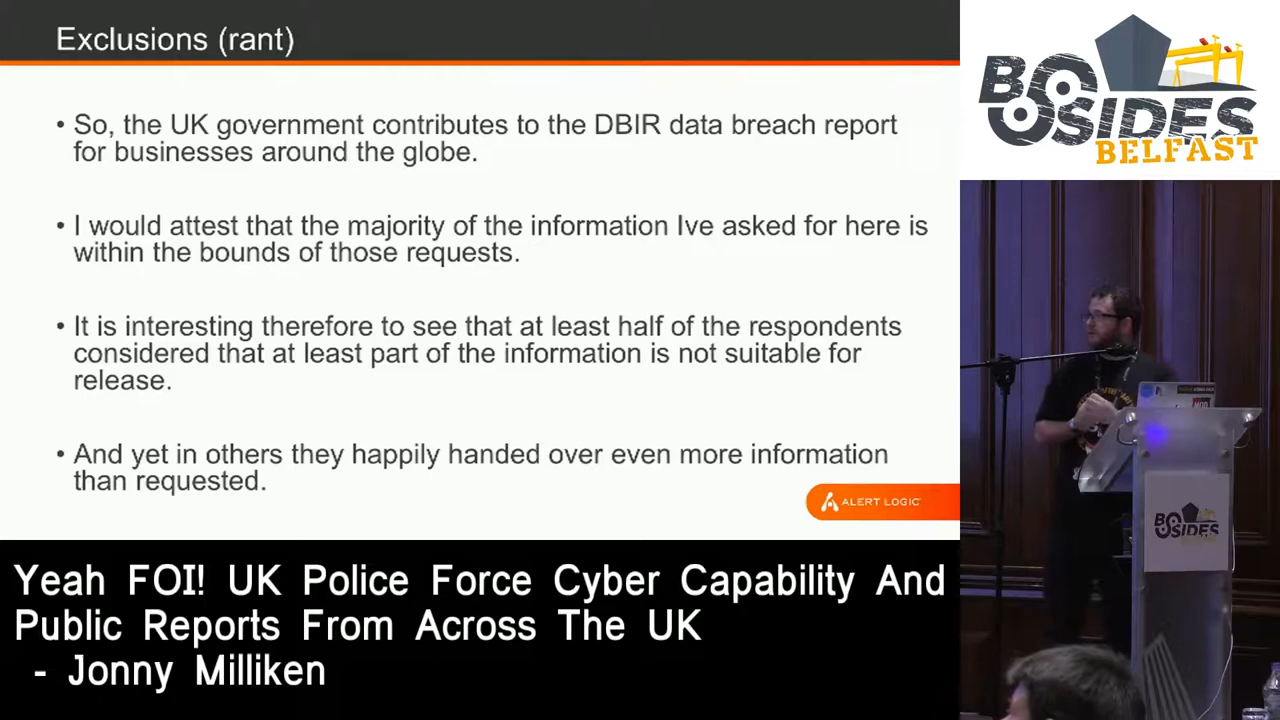 Exclusions (rant)
• So, the UK government contributes to the DBIR data breach report
for businesses around the globe.
• I would attest that the majority of the information Ive asked for here is
within the bounds of those requests.
• It is interesting therefore to see that at least half of the respondents
considered that at least part of the information is not suitable for
release.
• And yet in others they happily handed over even more information
than requested.
ALERT LOGIC
BSIDES
BELFAST
BSIDES
BELFAST
Yeah FOI! UK Police Force Cyber Capability And
Public Reports From Across The UK
- Jonny Milliken